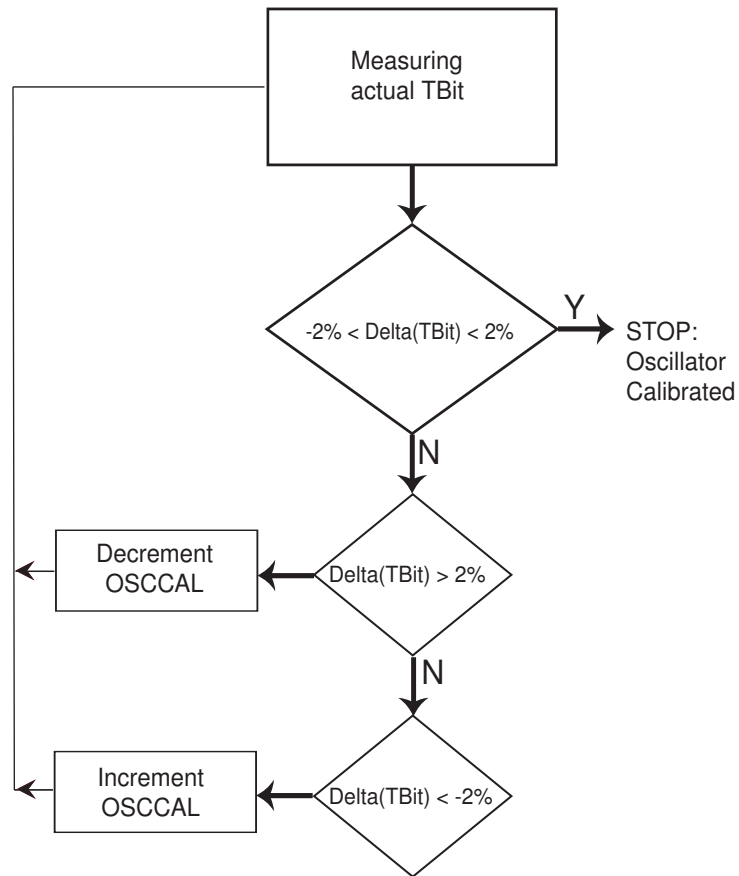 Measuring
actual TBit
-2% < Delta(TBit) < 2%
Y
STOP:
Oscillator
Calibrated
N
Decrement
OSCCAL
Delta(TBit) > 2%
N
Increment
OSCCAL
Delta(TBit) < -2%